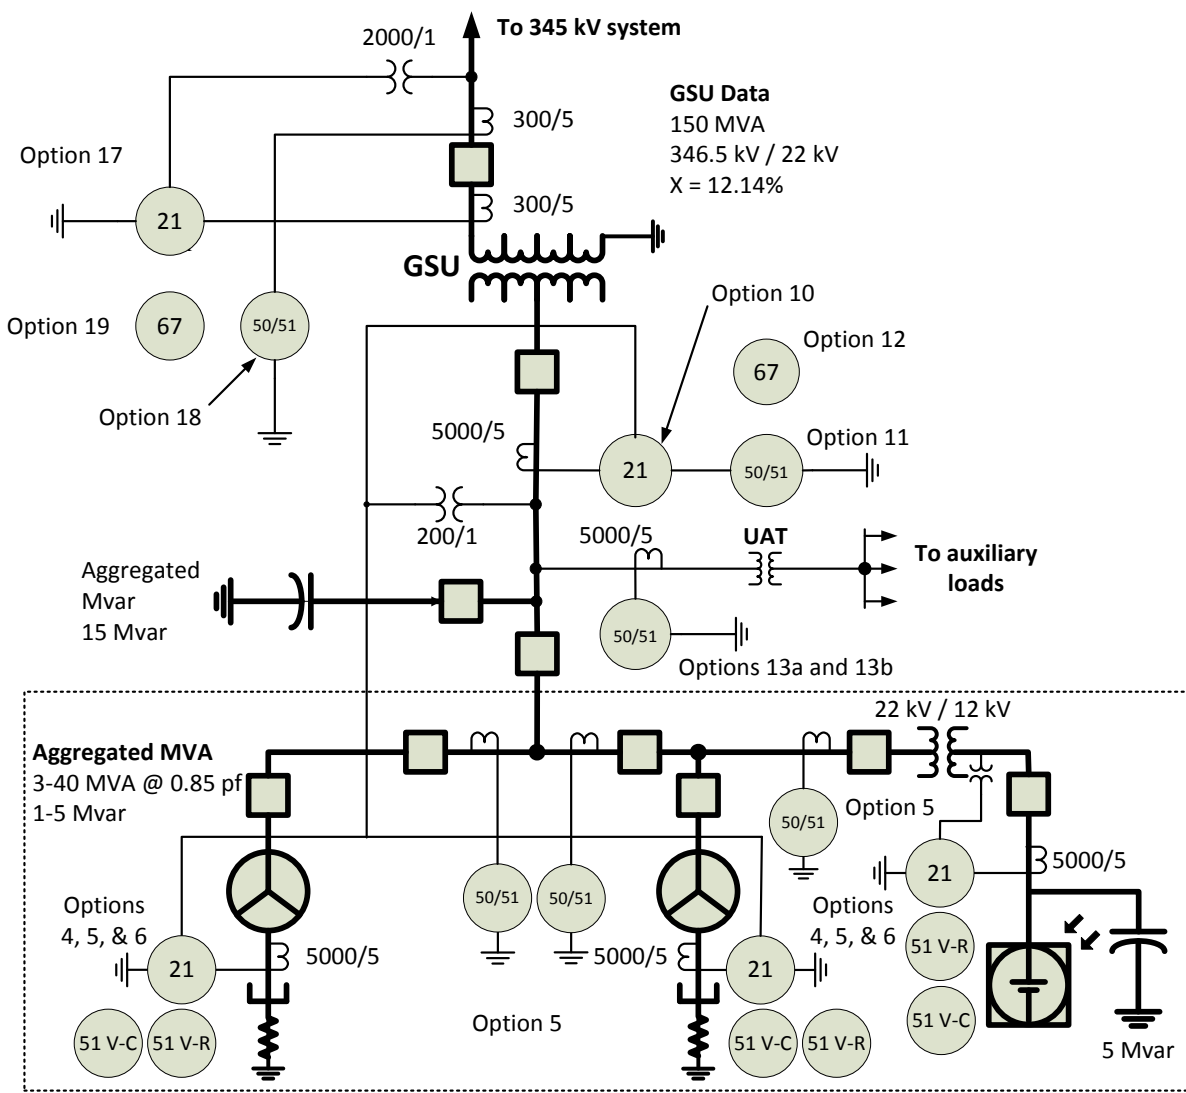 To 345 kV system
2000/1
GSU Data
150 MVA
346.5 kV / 22 kV
X = 12.14%
300/5
Option 17
21
300/5
GSU
Option 10
Option 19
67
50/51
Option 12
67
Option 18
5000/5
Option 11
21
50/51
200/1
5000/5
UAT
To auxiliary
loads
Aggregated
Mvar
15 Mvar
50/51
Options 13a and 13b
22 kV / 12 kV
Aggregated MVA
3-40 MVA @ 0.85 pf
1-5 Mvar
Option 5
50/51
5000/5
21
50/51
50/51
Options
4, 5, & 6
Options
4, 5, & 6
51 V-R
5000/5
21
5000/5
21
51 V-C
Option 5
51 V-C
51 V-R
51 V-C
51 V-R
5 Mvar